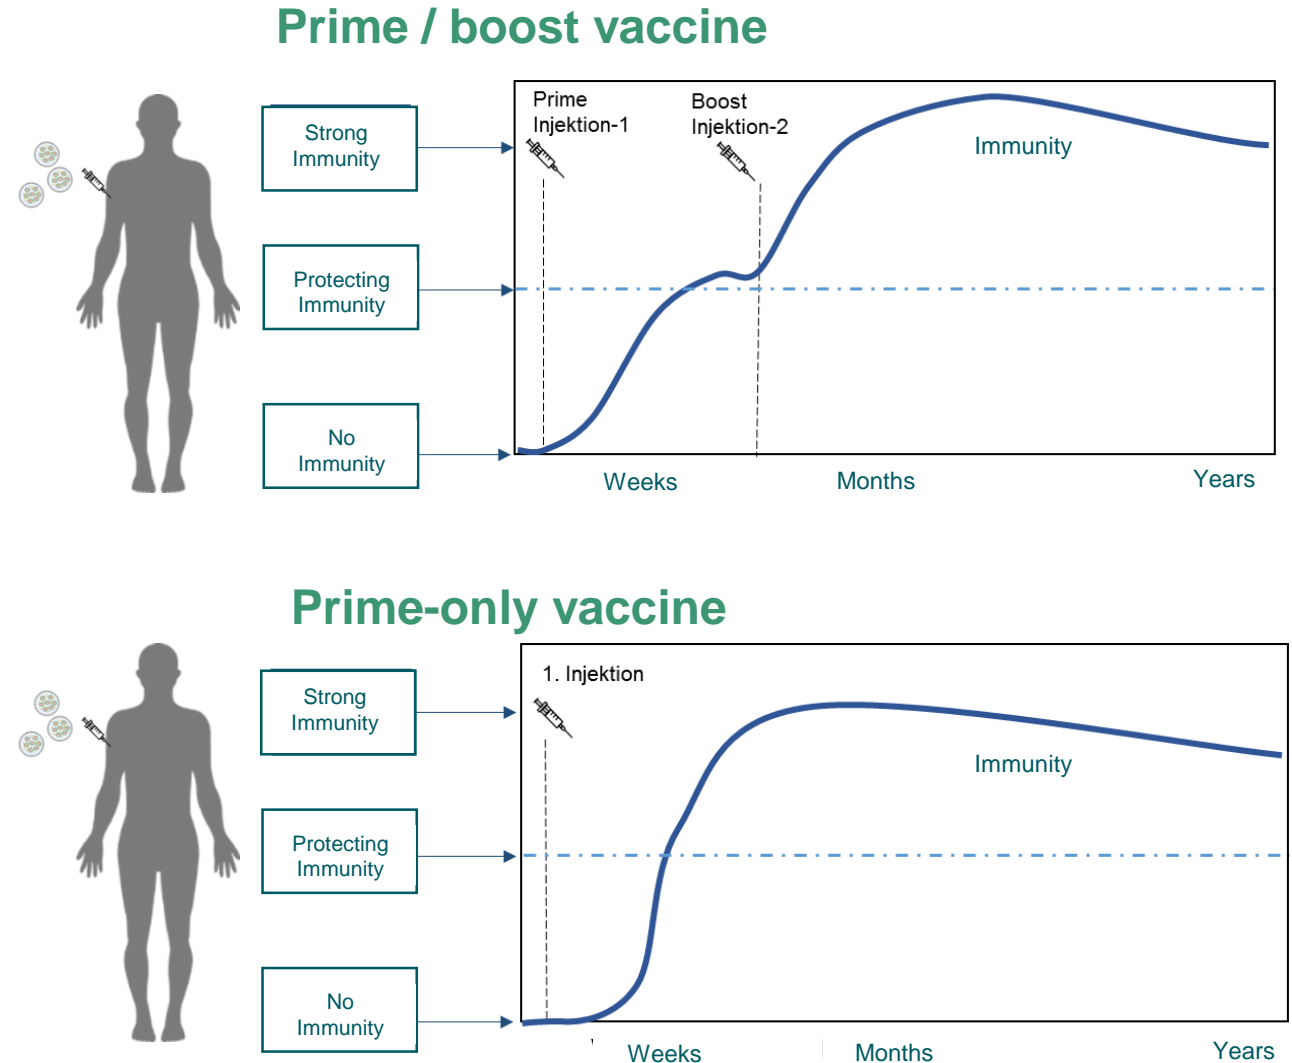 Prime / boost vaccine
Prime
Injektion-1
Boost
Injektion-2
Strong
Immunity
Immunity
Protecting
Immunity
No
Immunity
Weeks
Months
Years
Prime-only vaccine
1. Injektion
Strong
Immunity
Immunity
Protecting
Immunity
No
Immunity
Weeks
Months
Years